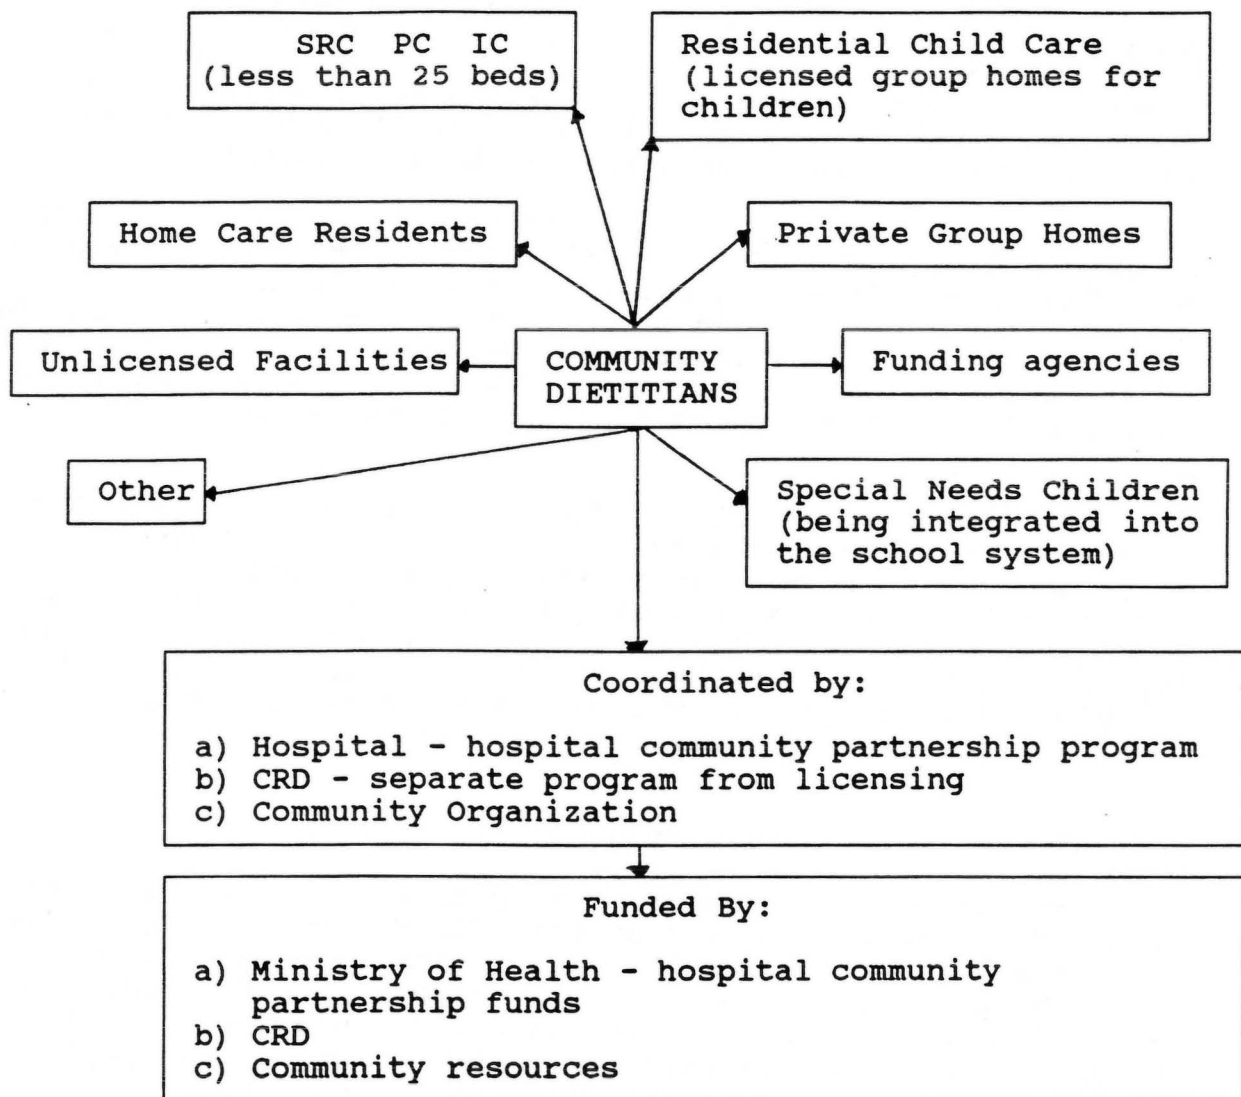 SRC PC IC
(less than 25 beds)
Residential Child Care
(licensed group homes for
children)
Home Care Residents
Private Group Homes
Unlicensed Facilities
COMMUNITY
DIETITIANS
Funding agencies
Other
Special Needs Children
(being integrated into
the school system)
Coordinated by:
a) Hospital - hospital community partnership program
b) CRD - separate program from licensing
c) Community Organization
Funded By:
a) Ministry of Health - hospital community
partnership funds
b) CRD
c) Community resources